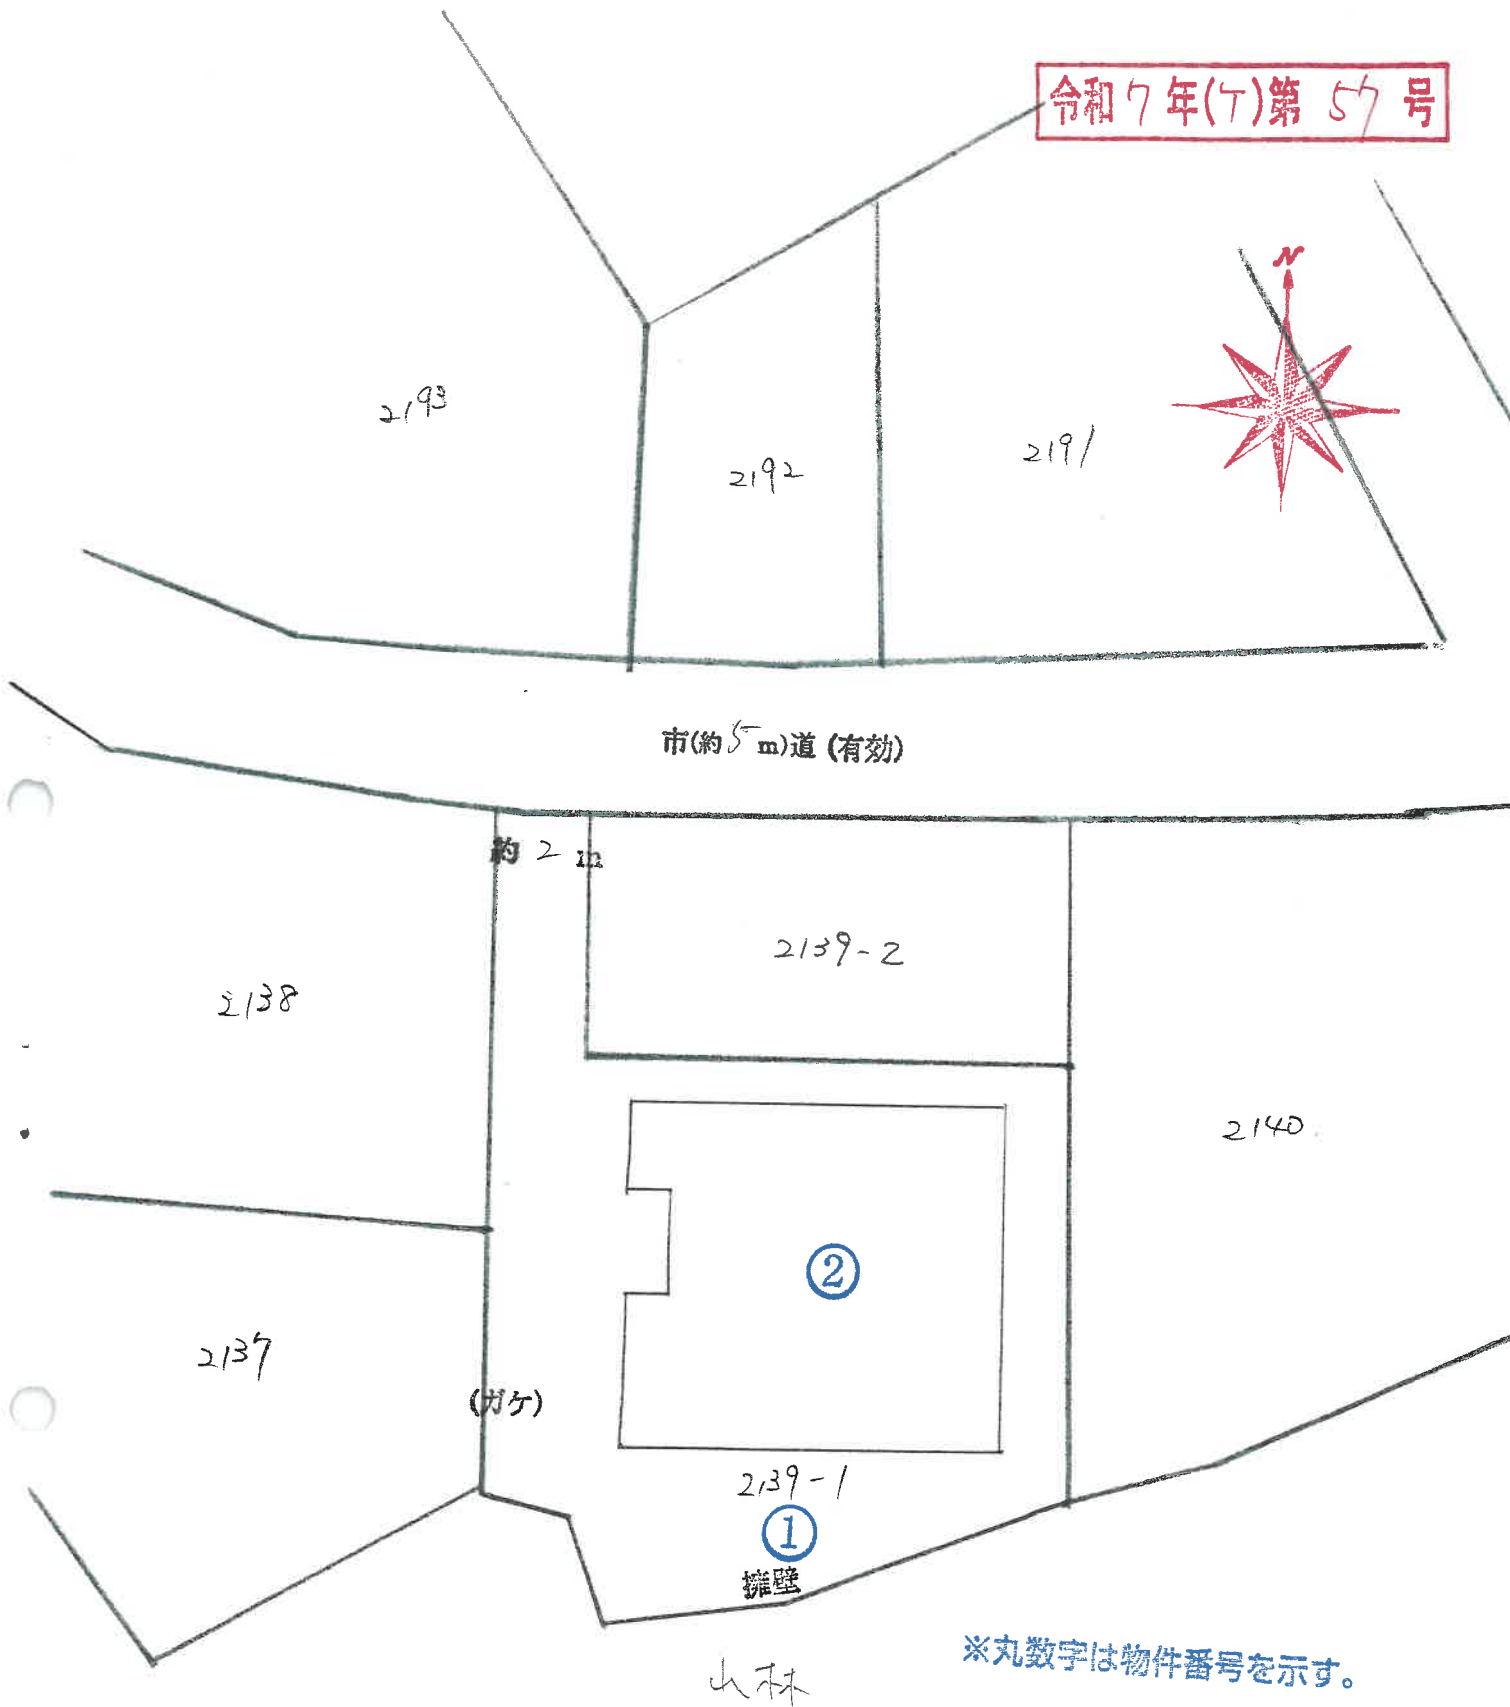 令和7年(ケ)第57号
N
2193
2192
2191
市(約5m)道(有効)
約2m
2139-2
2138
2140
②
2137
(ガケ)
2139-1
①
擁壁
山林
※丸数字は物件番号を示す。